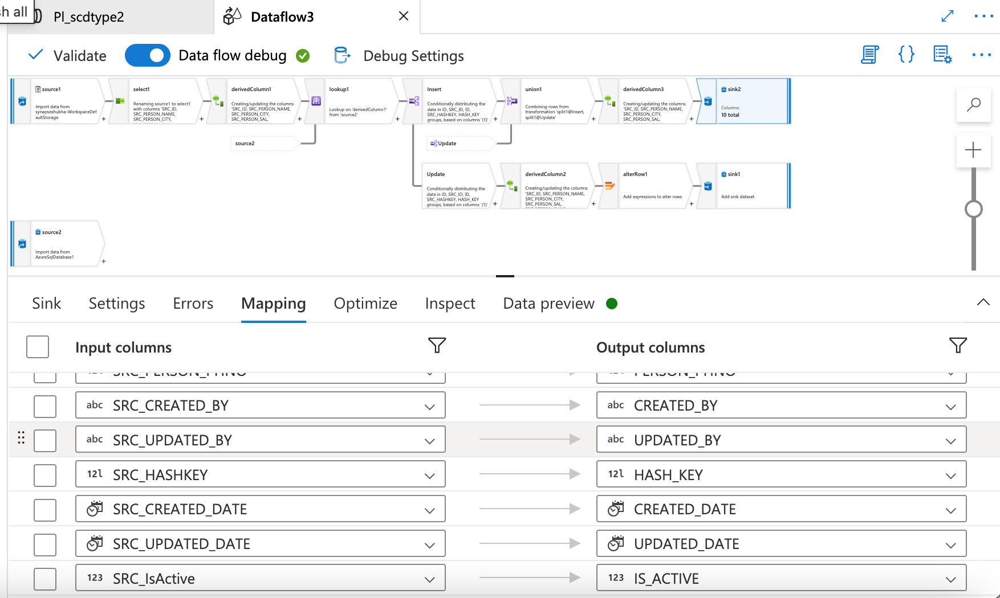 sh all
Pl_scdtype2
Dataflow3
Validate
Data flow debug
Debug Settings
source1
Import data from
synapseshubha-WorkspaceDef
aultStorage
select1
Renaming source1 to select1
with columns 'SRC_ID,
SRC_PERSON_NAME,
SRC_PERSON_CITY,
derivedColumn1
Creating/updating the columns
'SRC_ID, SRC_PERSON_NAME,
SRC_PERSON_CITY,
SRC_PERSON_SAL,
lookup1
Lookup on 'derivedColumn1'
from 'source2'
Insert
Conditionally distributing the
data in ID, SRC_ID, ID,
SRC_HASHKEY, HASH_KEY
groups, based on columns '{1}'
union1
Combining rows from
transformation 'split1@Insert,
split1@Update'
derivedColumn3
Creating/updating the columns
'SRC_ID, SRC_PERSON_NAME,
SRC_PERSON_CITY,
SRC_PERSON_SAL,
sink2
Columns:
10 total
source2
Update
Update
Conditionally distributing the
data in ID, SRC_ID, ID,
SRC_HASHKEY, HASH_KEY
groups, based on columns '{1}'
derivedColumn2
Creating/updating the columns
'SRC_ID, SRC_PERSON_NAME,
SRC_PERSON_CITY,
SRC_PERSON_SAL,
alterRow1
Add expressions to alter rows
sink1
Add sink dataset
source2
Import data from
AzureSqlDatabase1
Sink
Settings
Errors
Mapping
Optimize
Inspect
Data preview
Input columns
Output columns
SRC_PERSON_PHNO
PERSON_PHNO
abc SRC_CREATED_BY
abc CREATED_BY
abc SRC_UPDATED_BY
abc UPDATED_BY
12l SRC_HASHKEY
12l HASH_KEY
SRC_CREATED_DATE
CREATED_DATE
SRC_UPDATED_DATE
UPDATED_DATE
123 SRC_IsActive
123 IS_ACTIVE